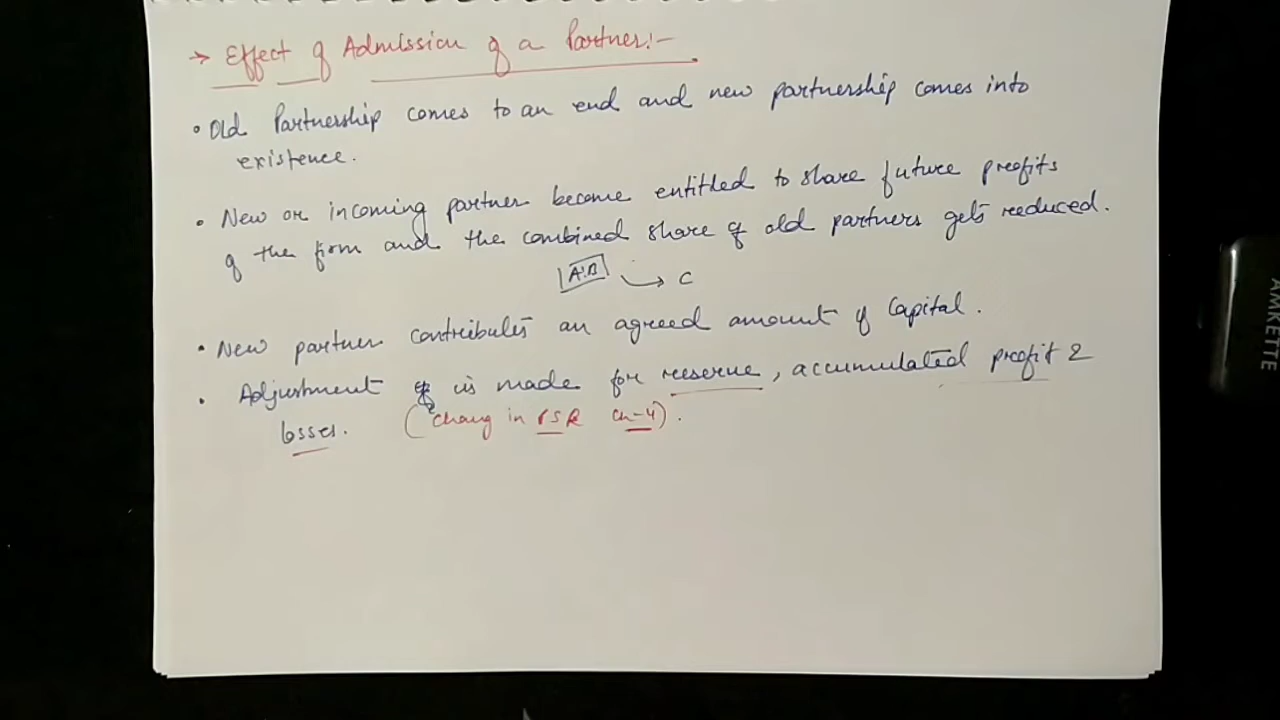 → Effect of Admission of a Partner:-
• Old Partnership comes to an end and new partnership comes into
existence.
• New or incoming partner become entitled to share future profits
of the firm and the combined share of old partners gets reduced.
A:B → C
• New partner contributes an agreed amount of Capital.
• Adjustment is made for reserve, accumulated profit &
losses. (Chang in PSR Ch-4).
AMKETTE